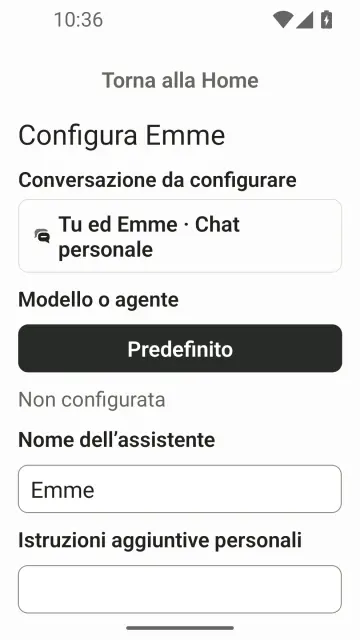 10:36
Torna alla Home
Configura Emme
Conversazione da configurare
Tu ed Emme · Chat
personale
Modello o agente
Predefinito
Non configurata
Nome dell’assistente
Emme
Istruzioni aggiuntive personali